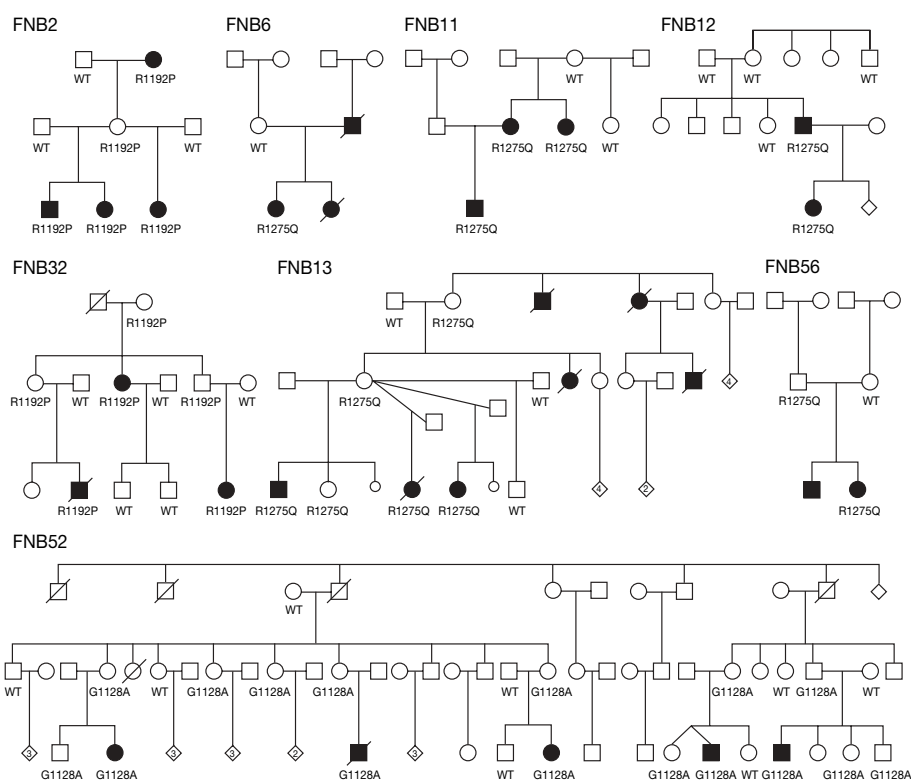 FNB2 FNB6 FNB11 FNB12
WT R1192P WT WT WT WT
WT R1192P WT WT R1275Q R1275Q WT WT R1275Q
R1192P R1192P R1192P R1275Q R1275Q R1275Q
FNB32 FNB13 FNB56
R1192P WT R1275Q
R1192P WT R1192P WT R1192P WT R1275Q WT 4 R1275Q WT
R1192P WT WT R1192P R1275Q R1275Q R1275Q R1275Q WT 4 2 R1275Q
FNB52
WT
WT G1128A WT G1128A G1128A G1128A WT G1128A G1128A WT G1128A WT
3 3 3 2 3
G1128A G1128A G1128A WT G1128A G1128A G1128A WT G1128A G1128A G1128A